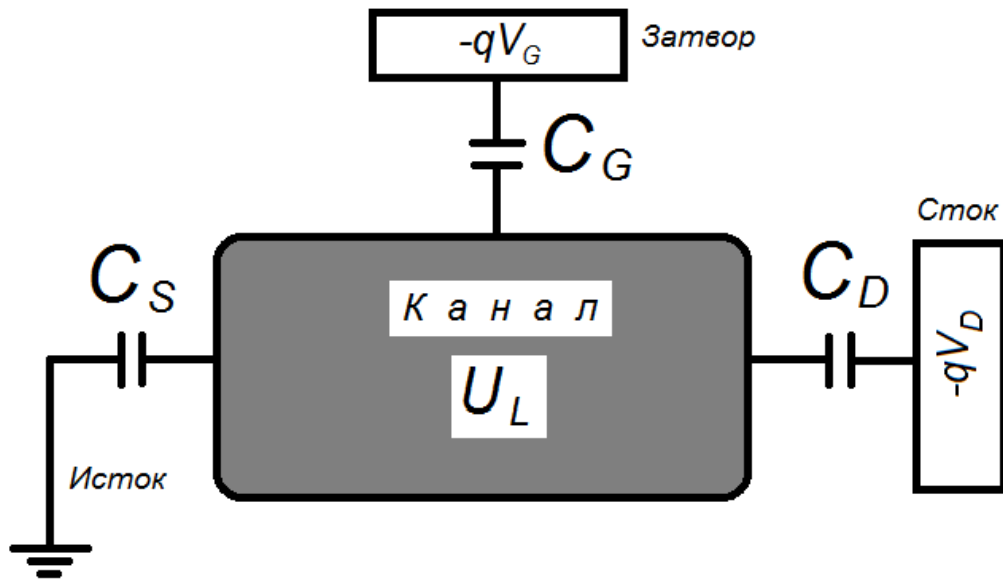 -qV_G
Затвор
C_G
Сток
C_S
C_D
К а н а л
-qV_D
U_L
Исток